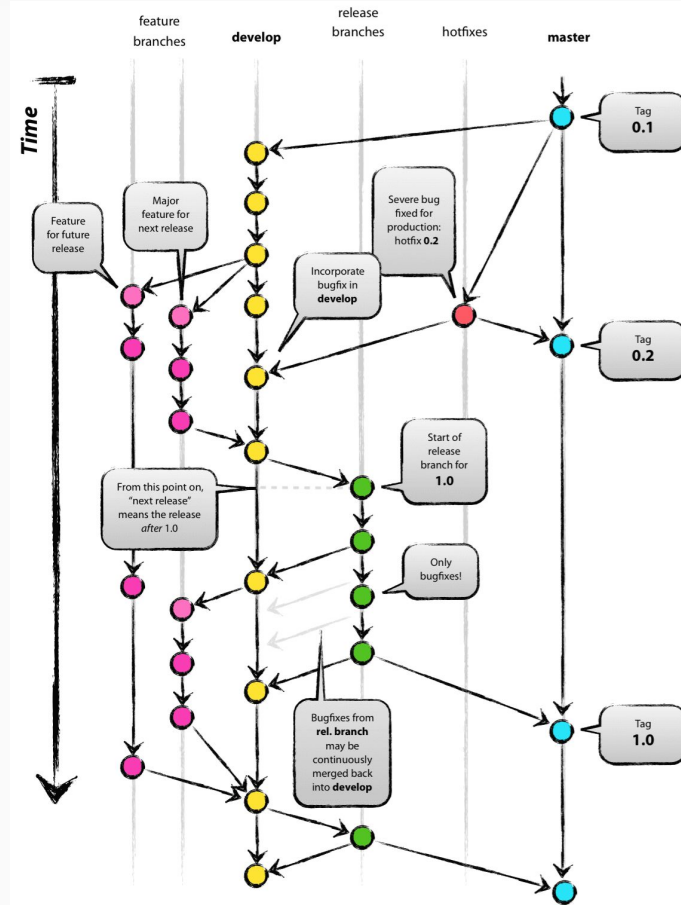 feature
branches
develop
release
branches
hotfixes
master
Time
Tag
0.1
Feature
for future
release
Major
feature for
next release
Severe bug
fixed for
production:
hotfix 0.2
Incorporate
bugfix in
develop
Tag
0.2
Start of
release
branch for
1.0
From this point on,
“next release”
means the release
after 1.0
Only
bugfixes!
Bugfixes from
rel. branch
may be
continuously
merged back
into develop
Tag
1.0